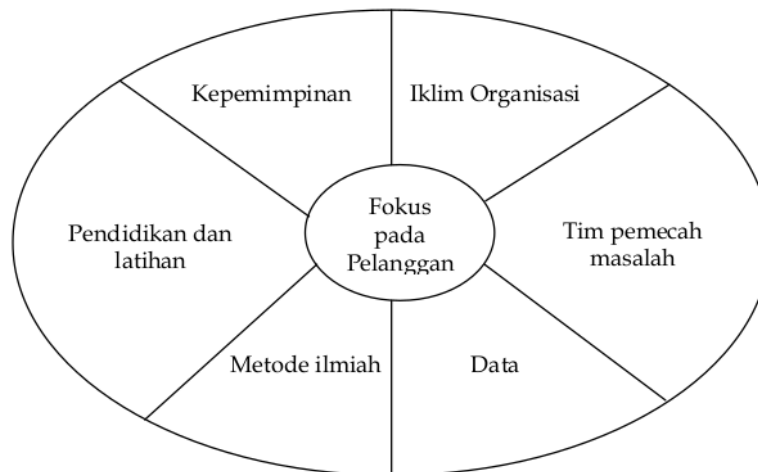 Kepemimpinan
Iklim Organisasi
Fokus
pada
Pelanggan
Pendidikan dan
latihan
Tim pemecah
masalah
Metode ilmiah
Data